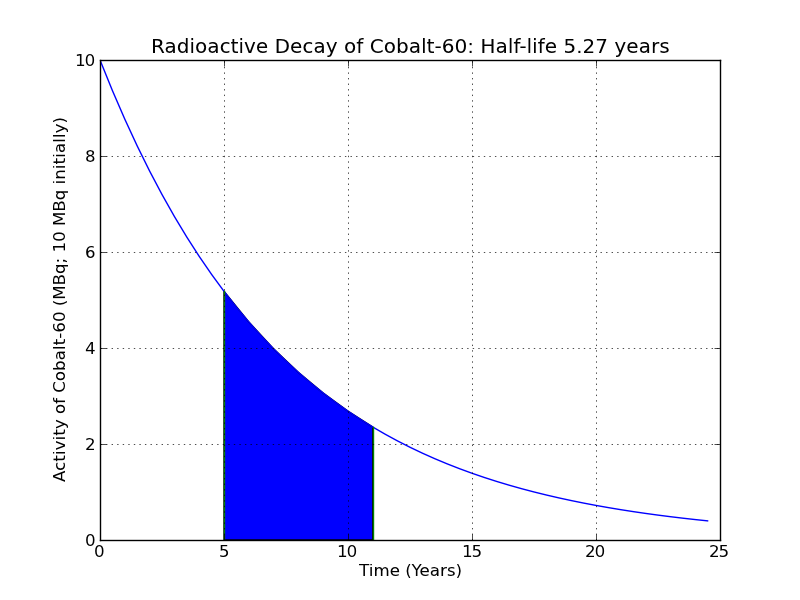 Radioactive Decay of Cobalt-60: Half-life 5.27 years
Activity of Cobalt-60 (MBq; 10 MBq initially)
10
8
6
4
2
0
0 5 10 15 20 25
Time (Years)